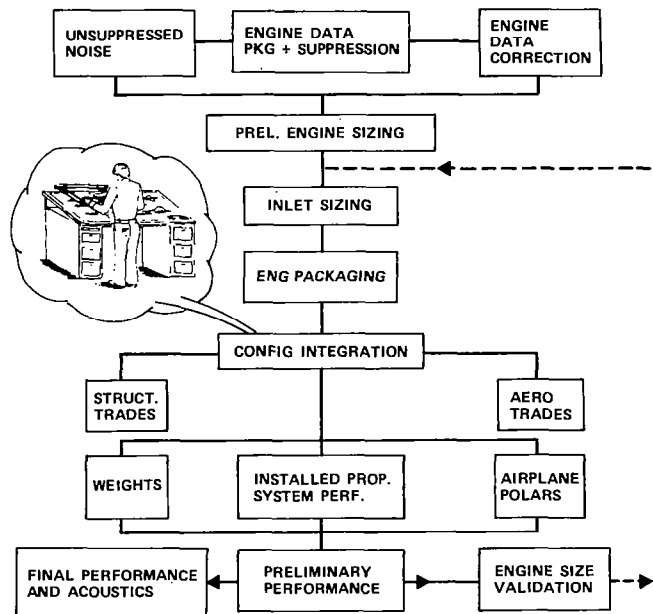 UNSUPPRESSED
NOISE
ENGINE DATA
PKG + SUPPRESSION
ENGINE
DATA
CORRECTION
PREL. ENGINE SIZING
INLET SIZING
ENG PACKAGING
CONFIG INTEGRATION
STRUCT.
TRADES
AERO
TRADES
WEIGHTS
INSTALLED PROP.
SYSTEM PERF.
AIRPLANE
POLARS
FINAL PERFORMANCE
AND ACOUSTICS
PRELIMINARY
PERFORMANCE
ENGINE SIZE
VALIDATION